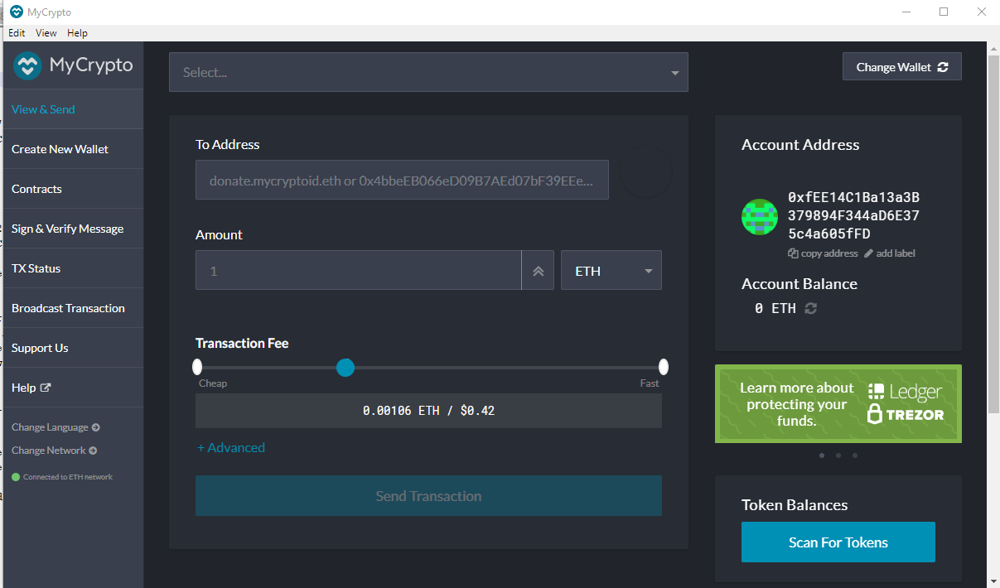 MyCrypto
Edit View Help
MyCrypto
View & Send
Create New Wallet
Contracts
Sign & Verify Message
TX Status
Broadcast Transaction
Support Us
Help
Change Language
Change Network
Connected to ETH network
Select...
Change Wallet
To Address
donate.mycryptoid.eth or 0x4bbeEB066eD09B7AEd07bF39EEe...
Amount
1
ETH
Transaction Fee
Cheap
Fast
0.00106 ETH / $0.42
+ Advanced
Send Transaction
Account Address
0xfEE14C1Ba13a3B
379894F344aD6E37
5c4a605fFD
copy address add label
Account Balance
0 ETH
Learn more about
protecting your
funds.
Ledger
TREZOR
Token Balances
Scan For Tokens